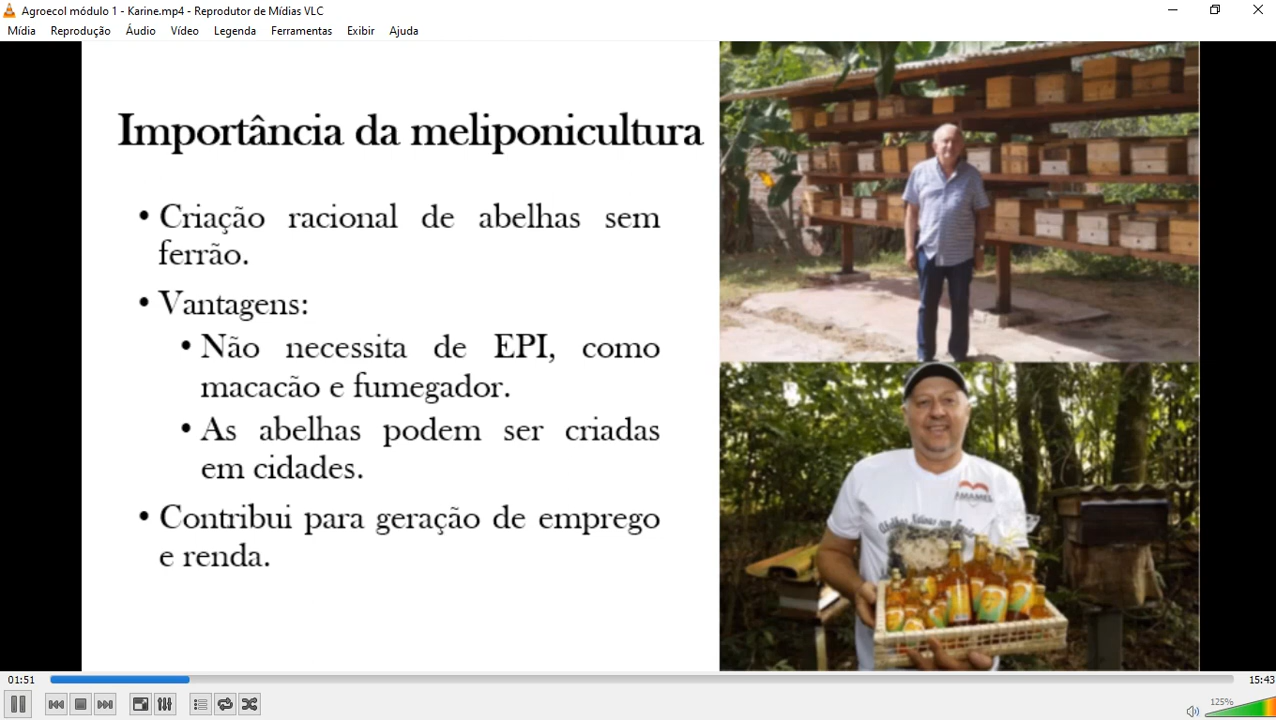 Agroecol módulo 1 - Karine.mp4 - Reprodutor de Mídias VLC
Mídia Reprodução Áudio Vídeo Legenda Ferramentas Exibir Ajuda
Importância da meliponicultura
• Criação racional de abelhas sem
ferrão.
• Vantagens:
• Não necessita de EPI, como
macacão e fumegador.
• As abelhas podem ser criadas
em cidades.
• Contribui para geração de emprego
e renda.
AMAMEL
01:51
15:43
125%